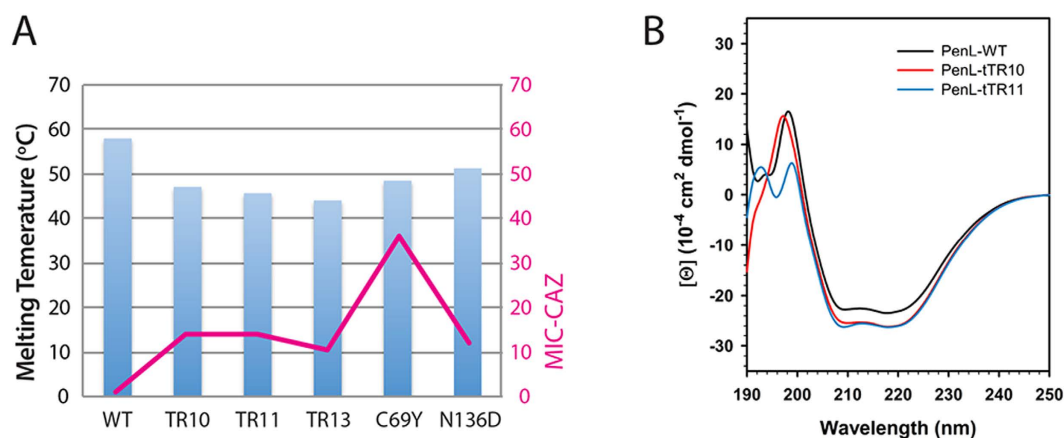 A
Melting Temerature (ºC)
70
60
50
40
30
20
10
0
70
60
50
40
30
20
10
0
MIC-CAZ
WT TR10 TR11 TR13 C69Y N136D
B
[Θ] (10⁻⁴ cm² dmol⁻¹)
30
20
10
0
-10
-20
-30
PenL-WT
PenL-tTR10
PenL-tTR11
190 200 210 220 230 240 250
Wavelength (nm)